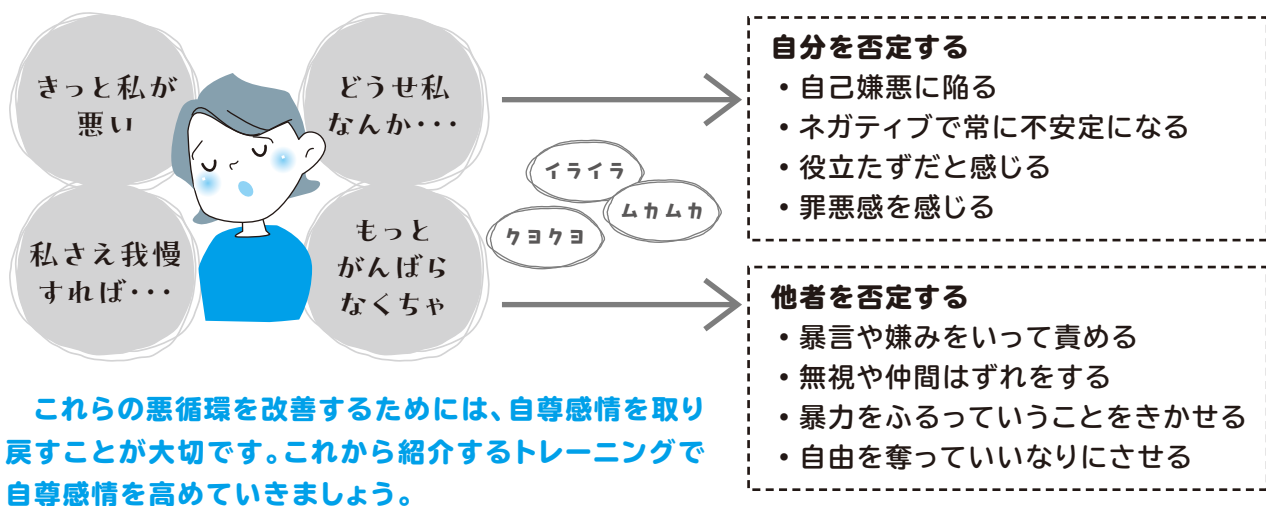 きっと私が
悪い
どうせ私
なんか・・・
私さえ我慢
すれば・・・
もっと
がんばら
なくちゃ
イライラ
ムカムカ
クヨクヨ
自分を否定する
・自己嫌悪に陥る
・ネガティブで常に不安定になる
・役立たずだと感じる
・罪悪感を感じる
他者を否定する
・暴言や嫌みをいって責める
・無視や仲間はずれをする
・暴力をふるっていうことをきかせる
・自由を奪っていいなりにさせる
これらの悪循環を改善するためには、自尊感情を取り
戻すことが大切です。これから紹介するトレーニングで
自尊感情を高めていきましょう。